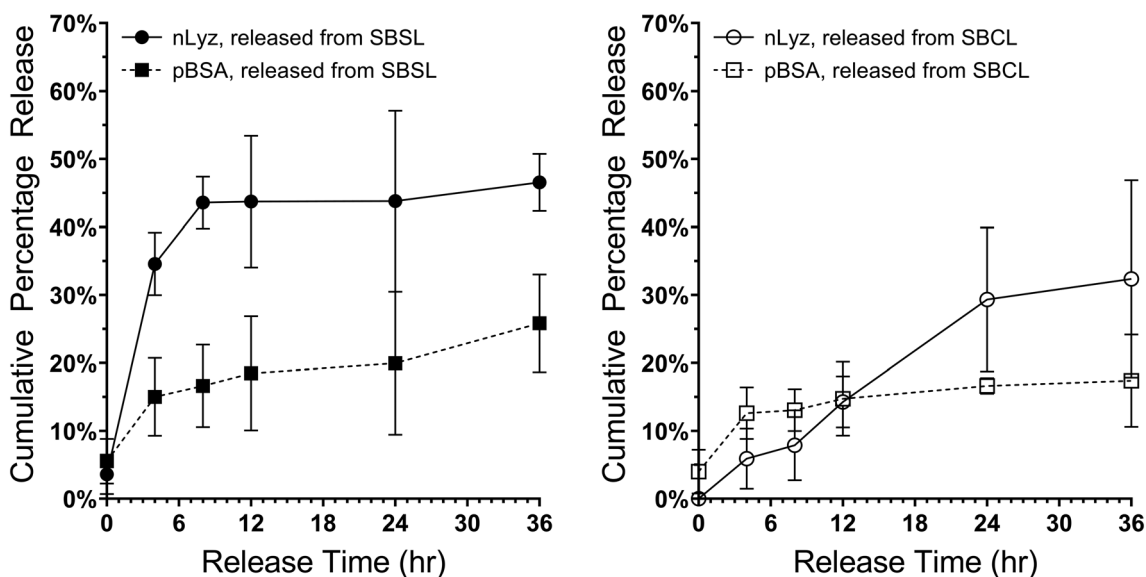 Cumulative Percentage Release
70%
60%
50%
40%
30%
20%
10%
0%
nLyz, released from SBSL
pBSA, released from SBSL
0 6 12 18 24 30 36
Release Time (hr)
Cumulative Percentage Release
70%
60%
50%
40%
30%
20%
10%
0%
nLyz, released from SBCL
pBSA, released from SBCL
0 6 12 18 24 30 36
Release Time (hr)